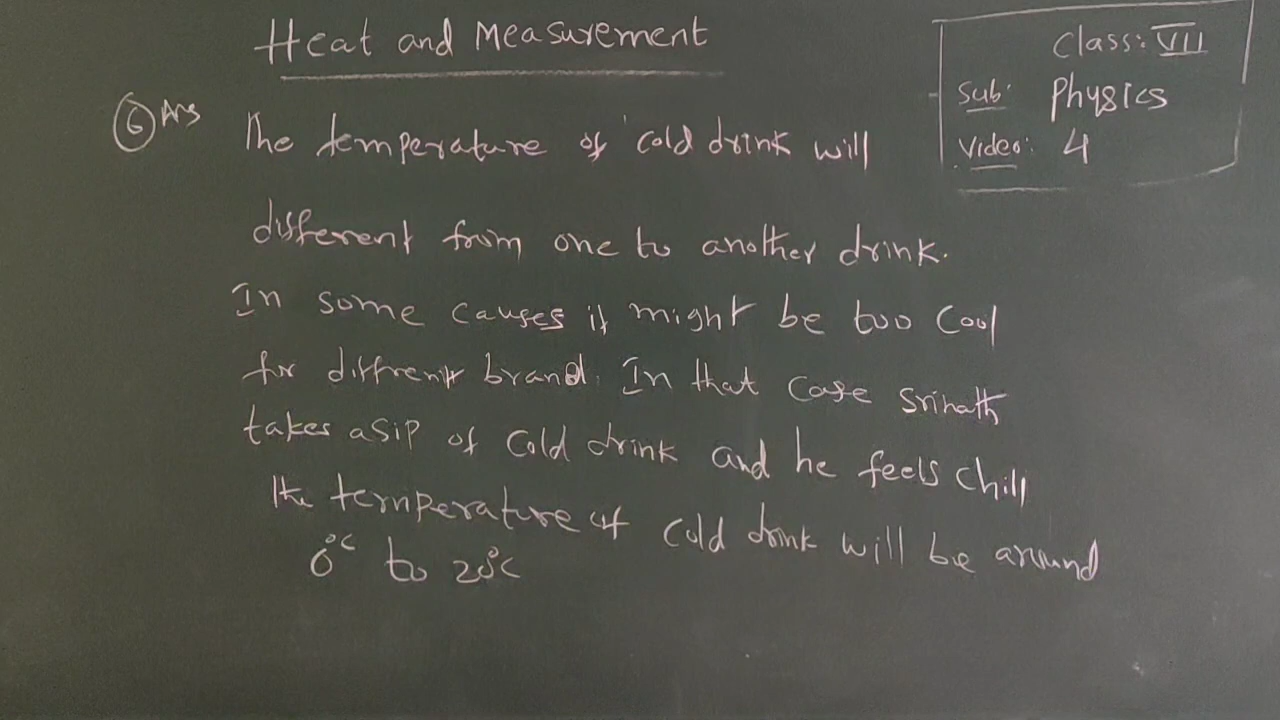 Heat and Measurement
Class: VII
Sub: Physics
Video: 4
6 Ans The temperature of cold drink will
different from one to another drink.
In some causes it might be too cool
for diffrent brand. In that case Srinath
takes a sip of cold drink and he feels chill
the temperature of cold drink will be around
0°C to 20°C